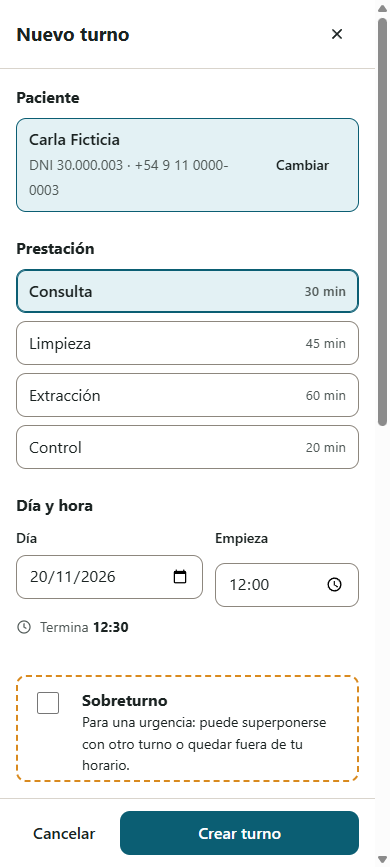 Nuevo turno
Paciente
Carla Ficticia
DNI 30.000.003 · +54 9 11 0000-
0003
Cambiar
Prestación
Consulta 30 min
Limpieza 45 min
Extracción 60 min
Control 20 min
Día y hora
Día Empieza
20/11/2026 12:00
Termina 12:30
Sobreturno
Para una urgencia: puede superponerse
con otro turno o quedar fuera de tu
horario.
Cancelar Crear turno